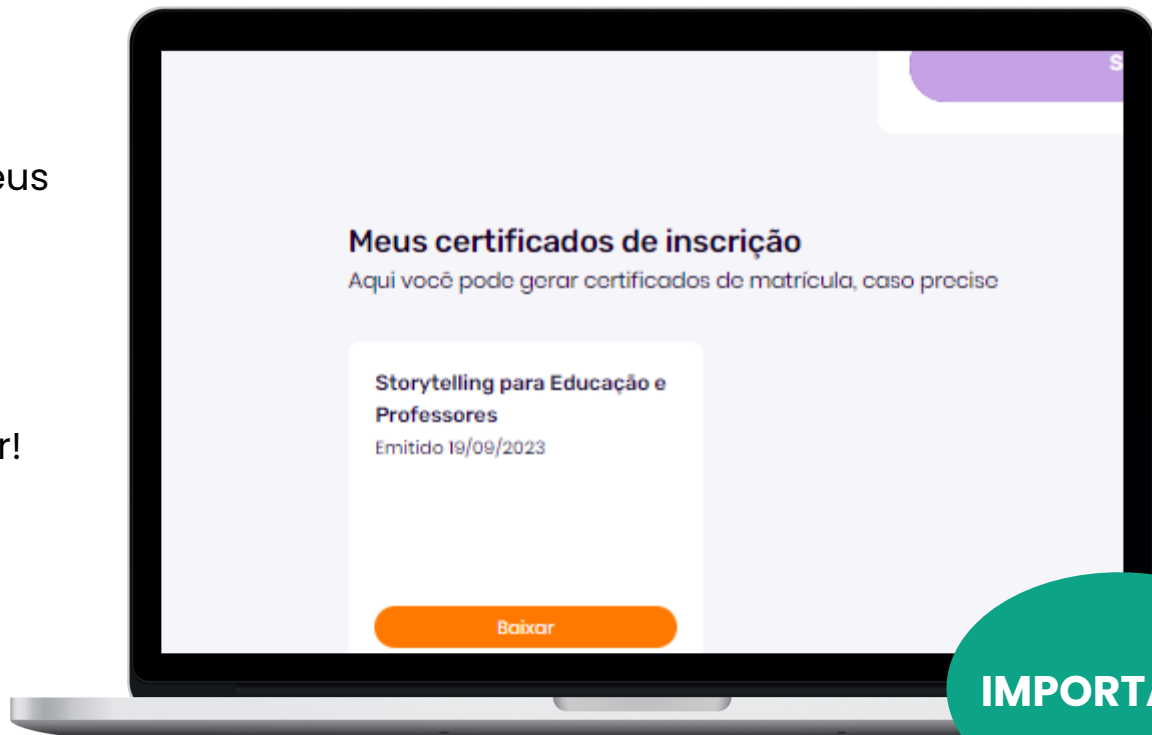 eus
r!
S
Meus certificados de inscrição
Aqui você pode gerar certificados de matrícula, caso precise
Storytelling para Educação e
Professores
Emitido 19/09/2023
Baixar
IMPORTA